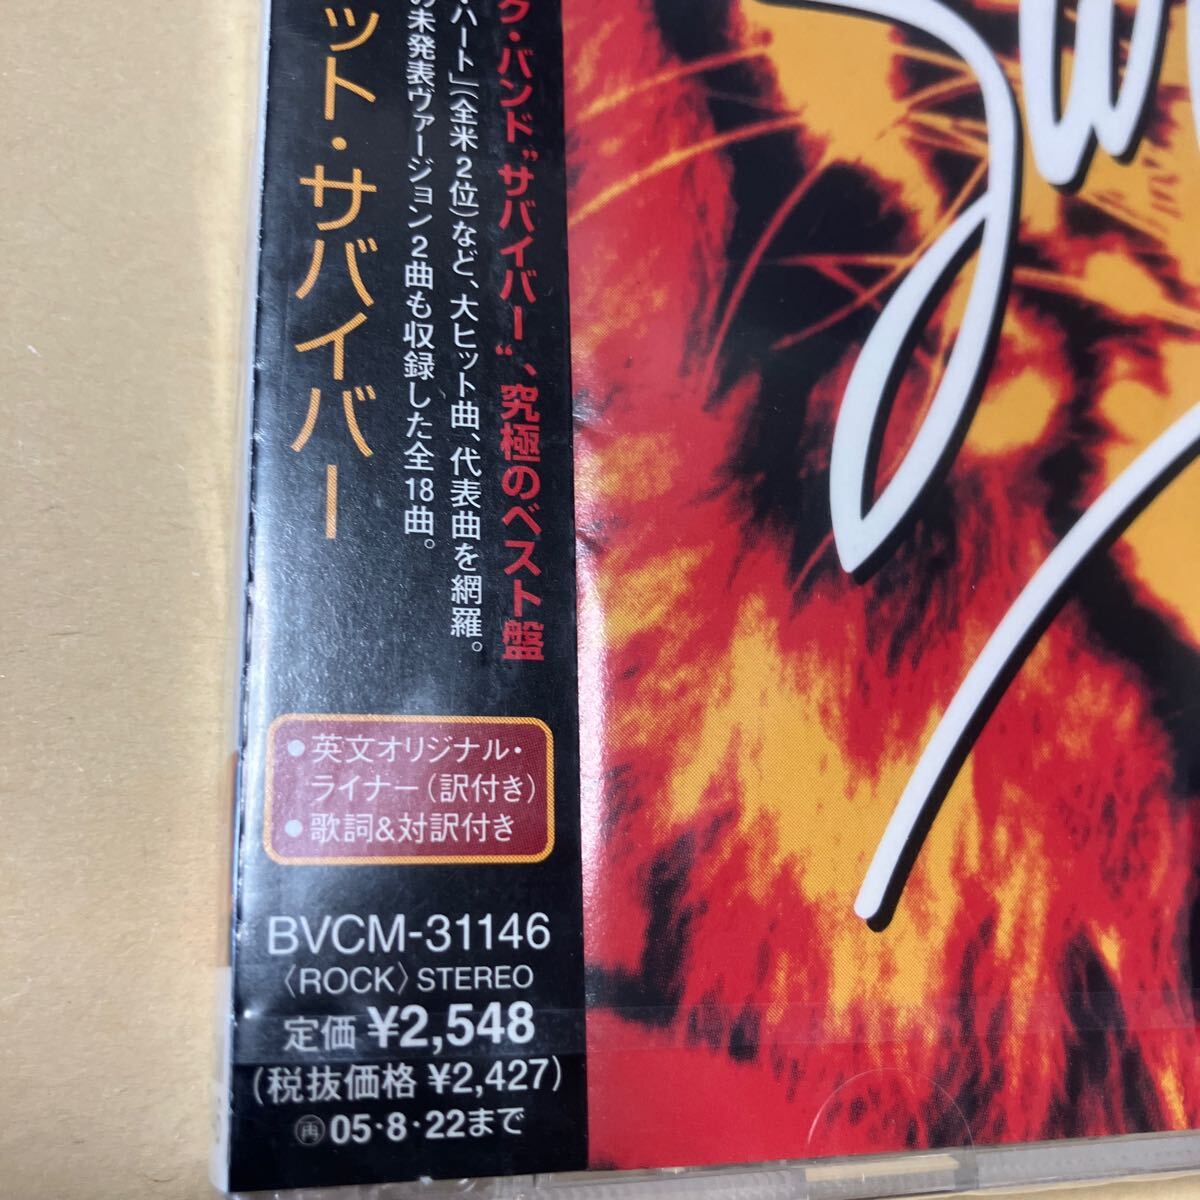 ク・バンド"サバイバー"、究極のベスト盤
ハート」(全米2位)など、大ヒット曲、代表曲を網羅。
未発表ヴァージョン2曲も収録した全18曲。
ット・サバイバー
● 英文オリジナル・
ライナー(訳付き)
● 歌詞&対訳付き
BVCM-31146
〈ROCK〉STEREO
定価 ¥2,548
(税抜価格 ¥2,427)
㊢05・8・22まで